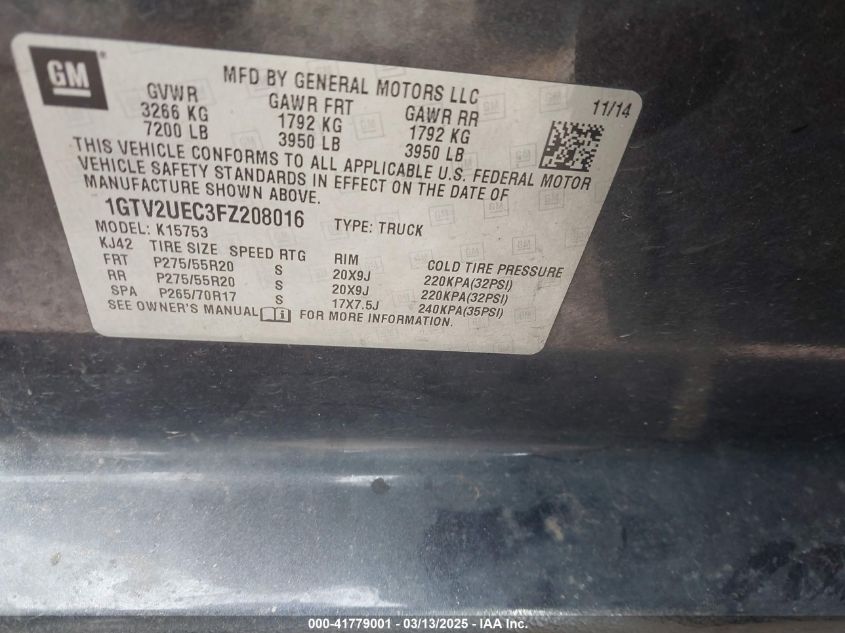 GM
MFD BY GENERAL MOTORS LLC
11/14
GVWR GAWR FRT GAWR RR
3266 KG 1792 KG 1792 KG
7200 LB 3950 LB 3950 LB
THIS VEHICLE CONFORMS TO ALL APPLICABLE U.S. FEDERAL MOTOR
VEHICLE SAFETY STANDARDS IN EFFECT ON THE DATE OF
MANUFACTURE SHOWN ABOVE.
1GTV2UEC3FZ208016 TYPE: TRUCK
MODEL: K15753
KJ42 TIRE SIZE SPEED RTG RIM COLD TIRE PRESSURE
FRT P275/55R20 S 20X9J 220KPA(32PSI)
RR P275/55R20 S 20X9J 220KPA(32PSI)
SPA P265/70R17 S 17X7.5J 240KPA(35PSI)
SEE OWNER'S MANUAL FOR MORE INFORMATION.
000-41779001 - 03/13/2025 - IAA Inc.